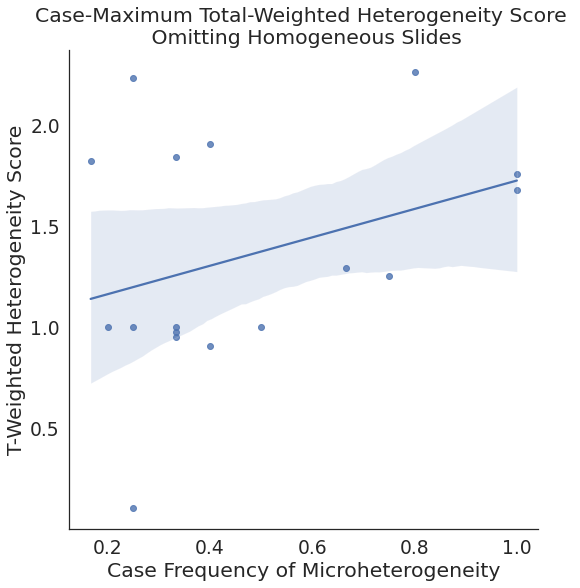 Case-Maximum Total-Weighted Heterogeneity Score
Omitting Homogeneous Slides
T-Weighted Heterogeneity Score
2.0
1.5
1.0
0.5
0.2 0.4 0.6 0.8 1.0
Case Frequency of Microheterogeneity